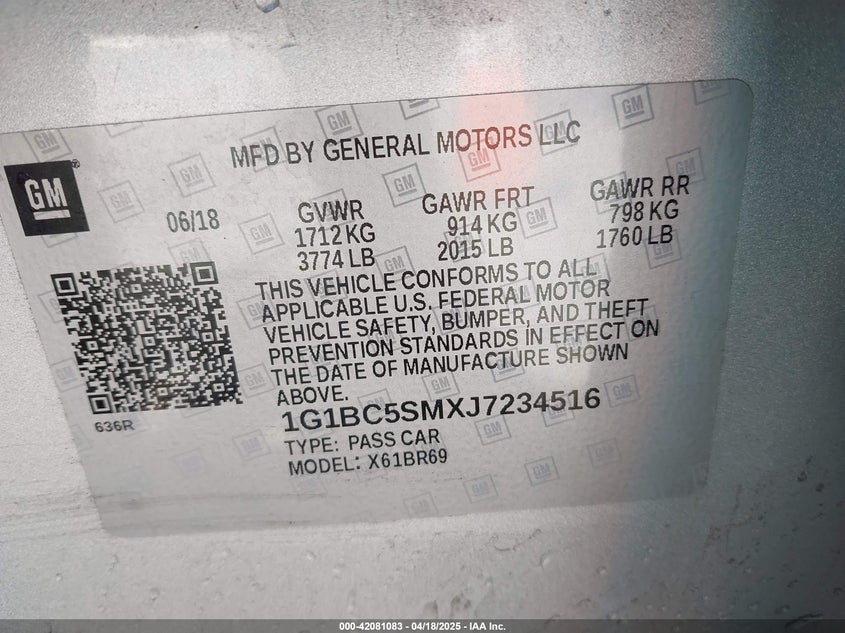 MFD BY GENERAL MOTORS LLC
GM
06/18
GVWR
1712 KG
3774 LB
GAWR FRT
914 KG
2015 LB
GAWR RR
798 KG
1760 LB
THIS VEHICLE CONFORMS TO ALL
APPLICABLE U.S. FEDERAL MOTOR
VEHICLE SAFETY, BUMPER, AND THEFT
PREVENTION STANDARDS IN EFFECT ON
THE DATE OF MANUFACTURE SHOWN
ABOVE.
636R
1G1BC5SMXJ7234516
TYPE: PASS CAR
MODEL: X61BR69
000-42081083 - 04/18/2025 - IAA Inc.